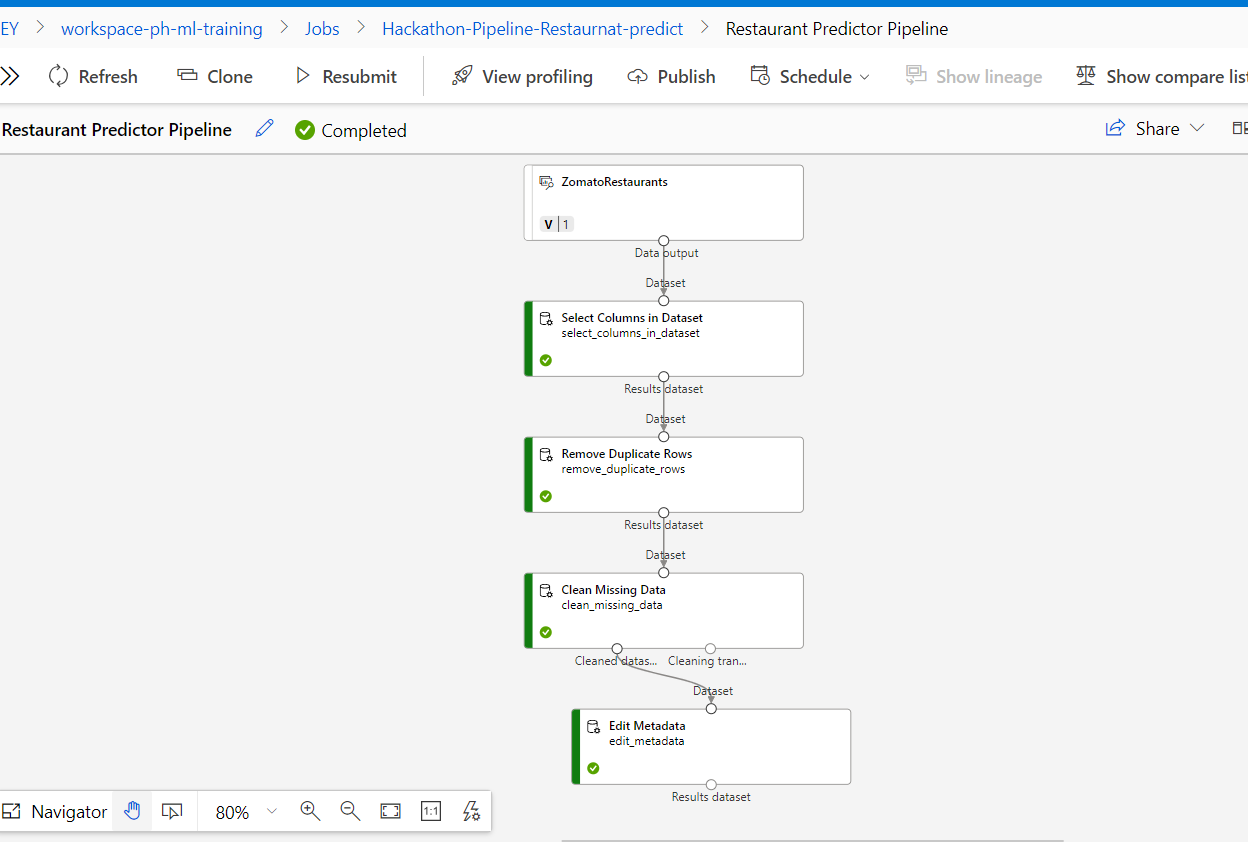 EY > workspace-ph-ml-training > Jobs > Hackathon-Pipeline-Restaurnat-predict > Restaurant Predictor Pipeline
Refresh Clone Resubmit View profiling Publish Schedule Show lineage Show compare list
Restaurant Predictor Pipeline Completed Share
ZomatoRestaurants
V 1
Data output
Dataset
Select Columns in Dataset
select_columns_in_dataset
Results dataset
Dataset
Remove Duplicate Rows
remove_duplicate_rows
Results dataset
Dataset
Clean Missing Data
clean_missing_data
Cleaned datas... Cleaning tran...
Dataset
Edit Metadata
edit_metadata
Results dataset
Navigator 80% 1:1